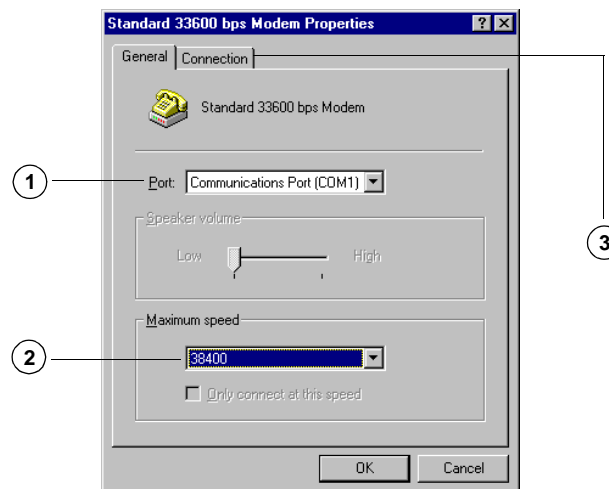 Standard 33600 bps Modem Properties
General Connection
Standard 33600 bps Modem
1
Port: Communications Port (COM1)
3
Speaker volume
Low High
Maximum speed
2
38400
Only connect at this speed
OK Cancel